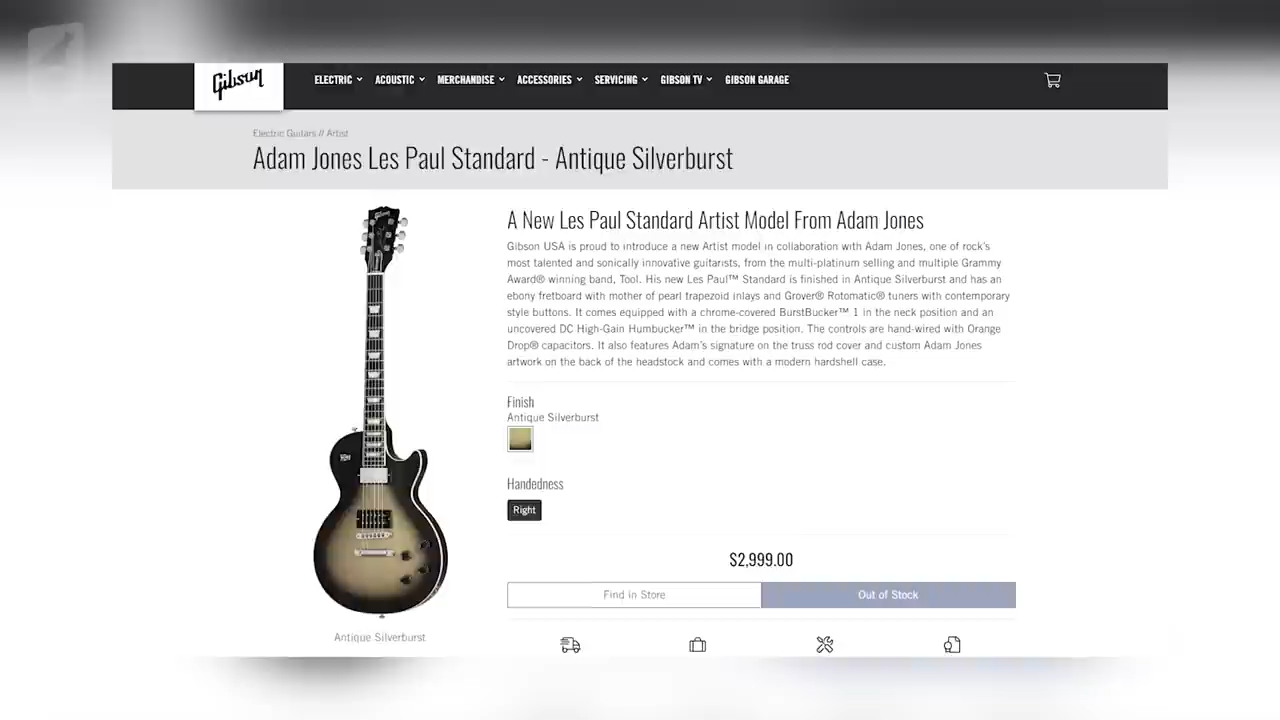 Gibson
ELECTRIC ACOUSTIC MERCHANDISE ACCESSORIES SERVICING GIBSON TV GIBSON GARAGE
Electric Guitars // Artist
Adam Jones Les Paul Standard - Antique Silverburst
Gibson
A New Les Paul Standard Artist Model From Adam Jones
Gibson USA is proud to introduce a new Artist model in collaboration with Adam Jones, one of rock's
most talented and sonically innovative guitarists, from the multi-platinum selling and multiple Grammy
Award® winning band, Tool. His new Les Paul™ Standard is finished in Antique Silverburst and has an
ebony fretboard with mother of pearl trapezoid inlays and Grover® Rotomatic® tuners with contemporary
style buttons. It comes equipped with a chrome-covered BurstBucker™ 1 in the neck position and an
uncovered DC High-Gain Humbucker™ in the bridge position. The controls are hand-wired with Orange
Drop® capacitors. It also features Adam's signature on the truss rod cover and custom Adam Jones
artwork on the back of the headstock and comes with a modern hardshell case.
Finish
Antique Silverburst
Handedness
Right
$2,999.00
Find in Store Out of Stock
Antique Silverburst